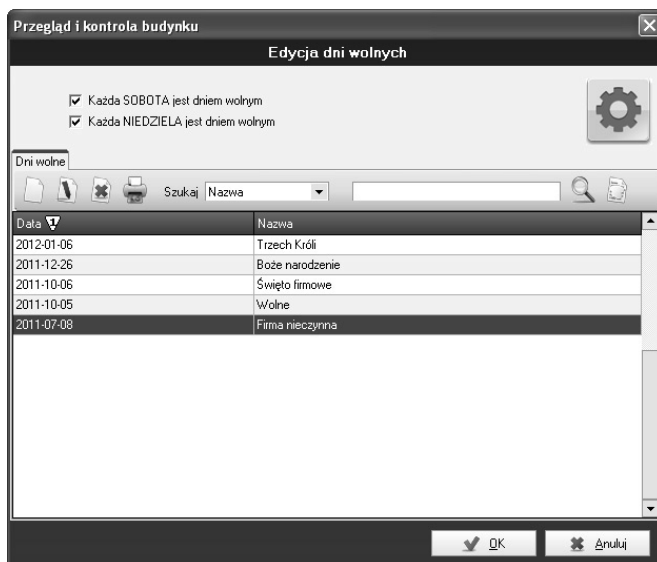 Przegląd i kontrola budynku
Edycja dni wolnych
Każda SOBOTA jest dniem wolnym
Każda NIEDZIELA jest dniem wolnym
Dni wolne
Szukaj Nazwa
Data 1 Nazwa
2012-01-06 Trzech Króli
2011-12-26 Boże narodzenie
2011-10-06 Święto firmowe
2011-10-05 Wolne
2011-07-08 Firma nieczynna
OK Anuluj